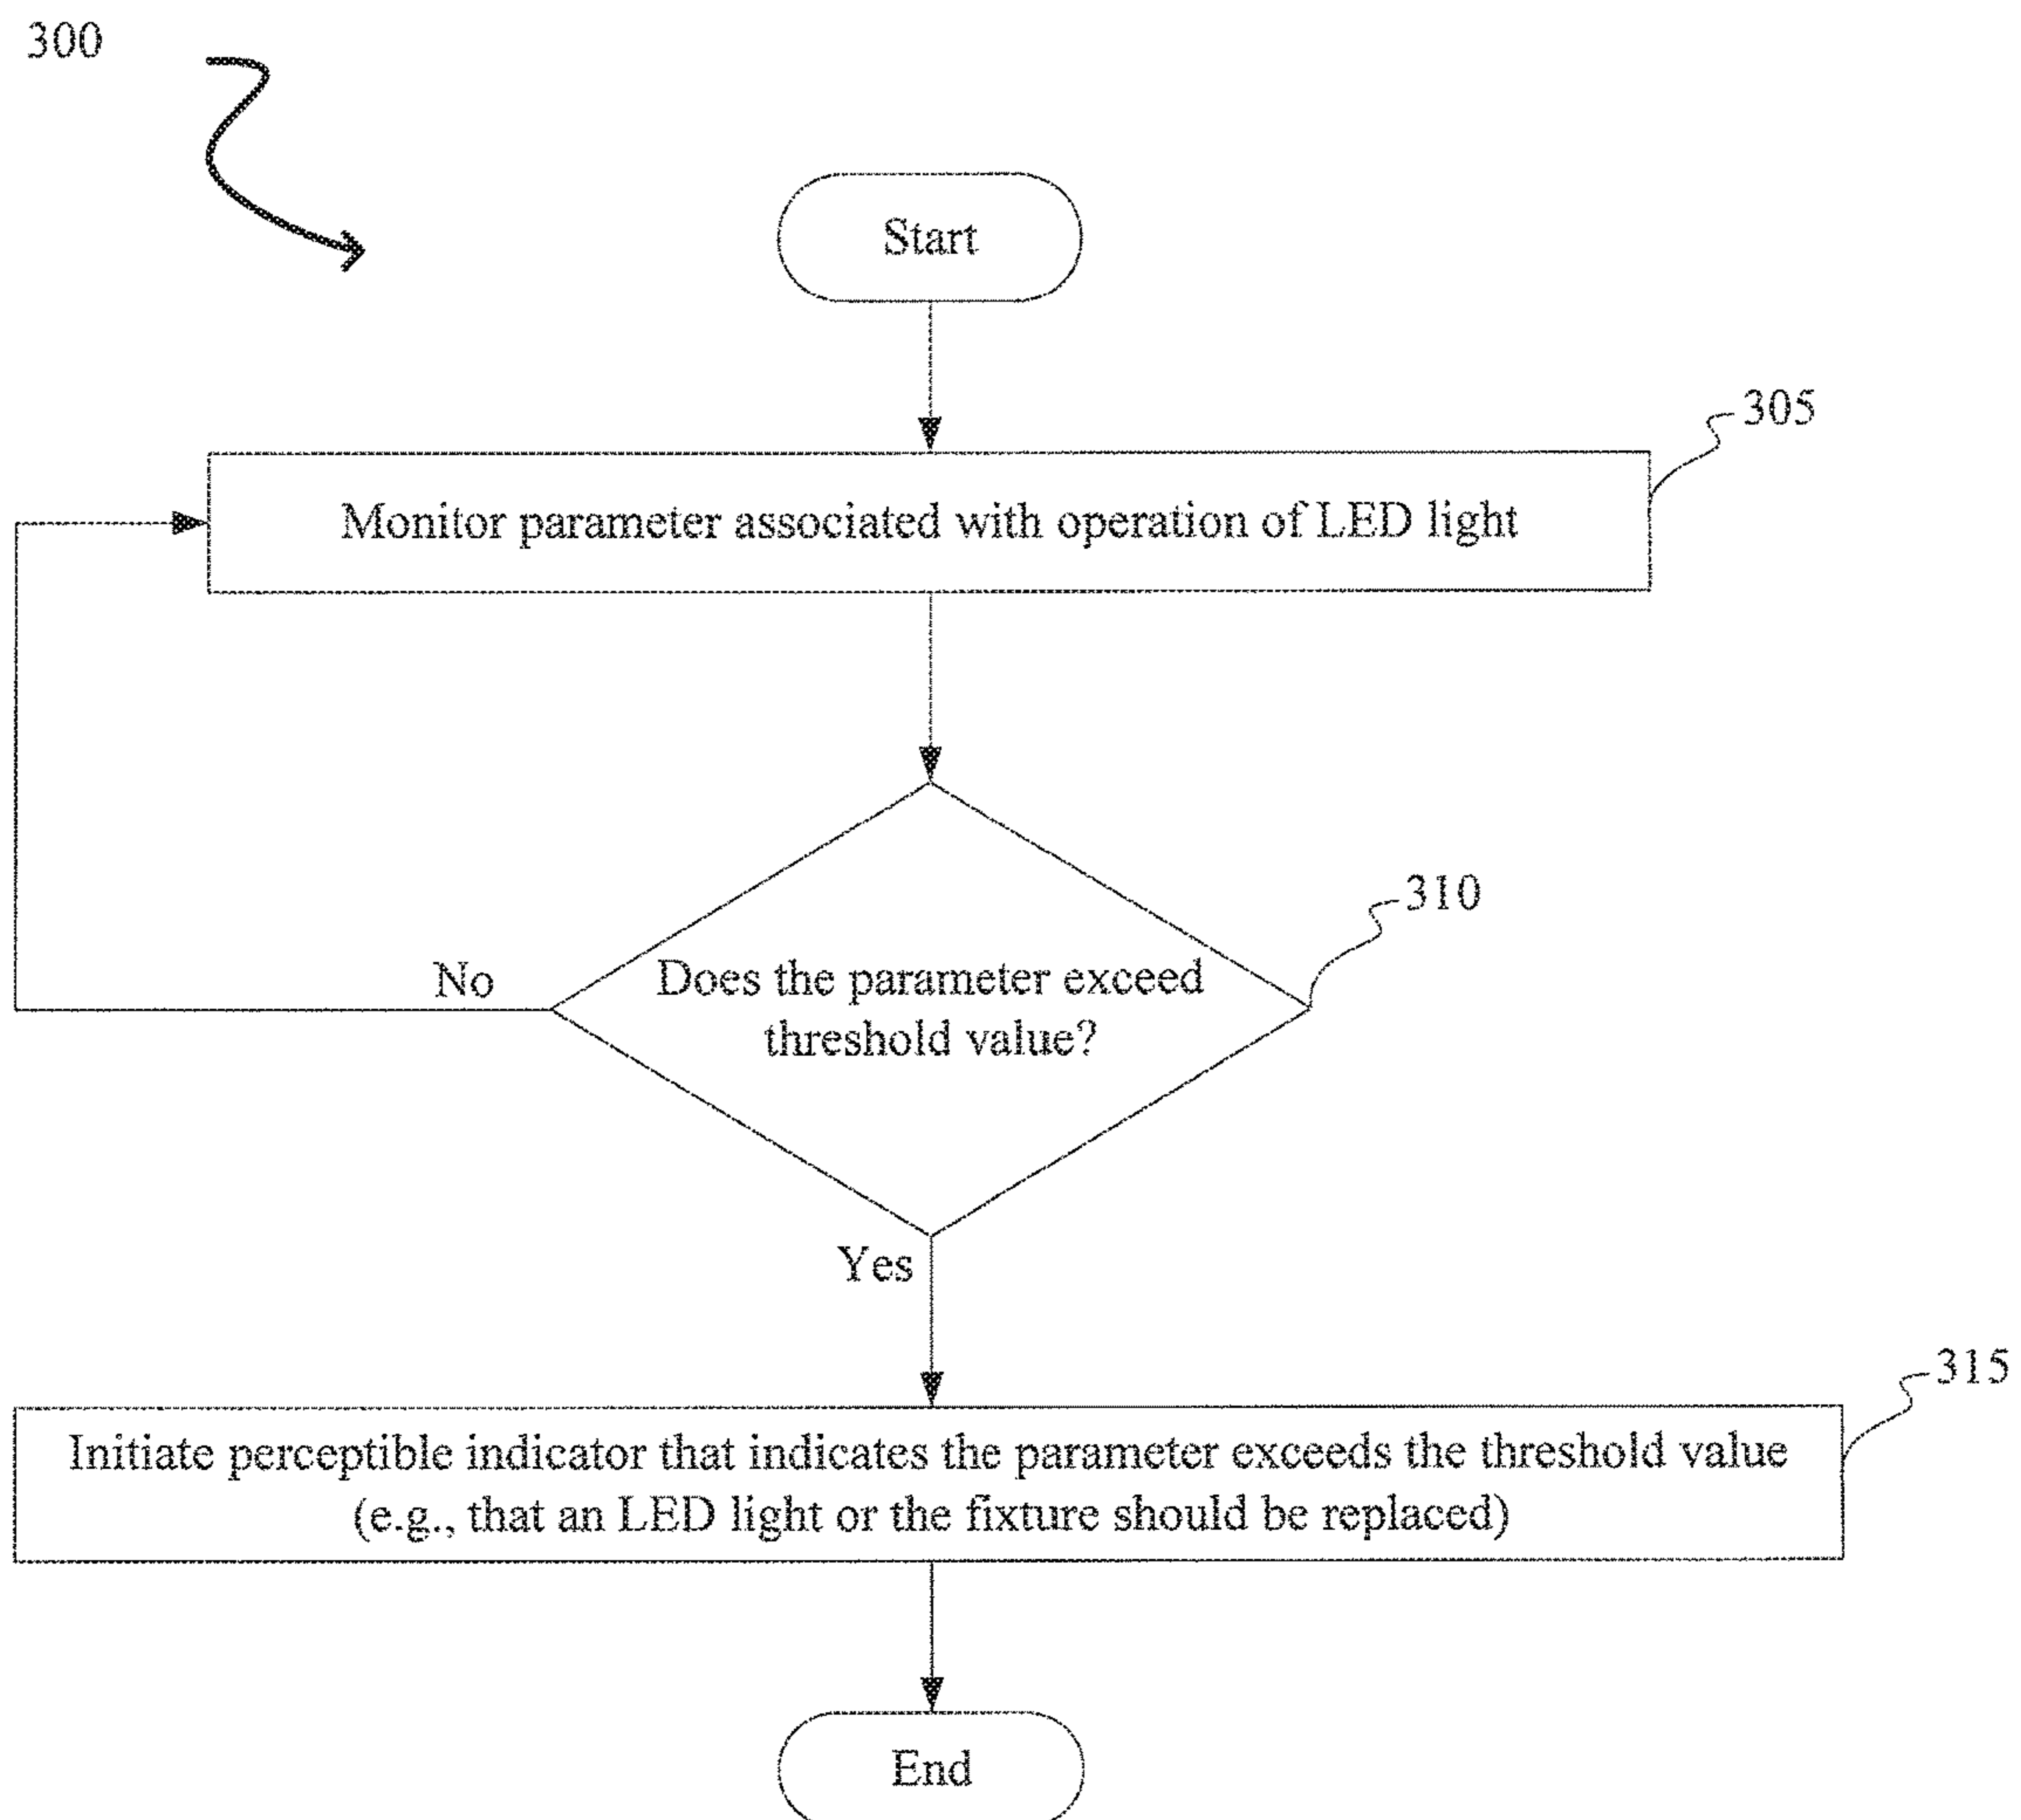 300
Start
305
Monitor parameter associated with operation of LED light
310
No
Does the parameter exceed
threshold value?
Yes
315
Initiate perceptible indicator that indicates the parameter exceeds the threshold value
(e.g., that an LED light or the fixture should be replaced)
End